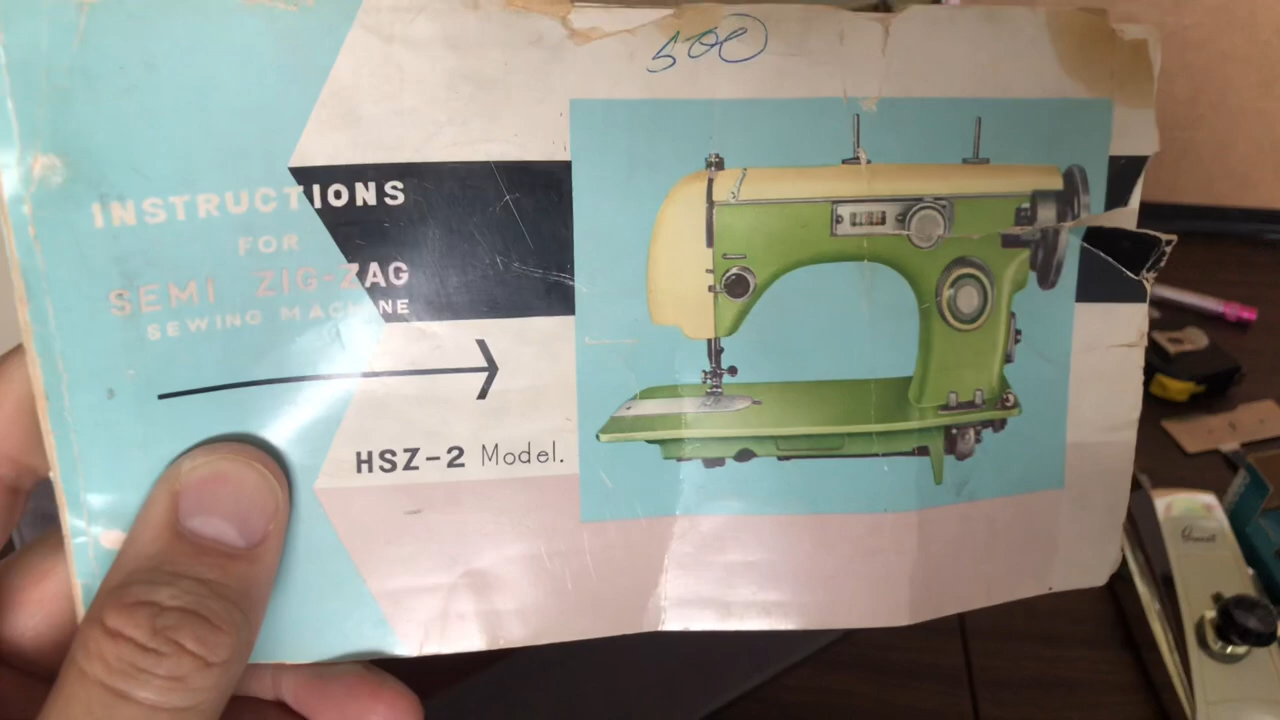 500
INSTRUCTIONS
FOR
SEMI ZIG-ZAG
SEWING MACHINE
HSZ-2 Model.